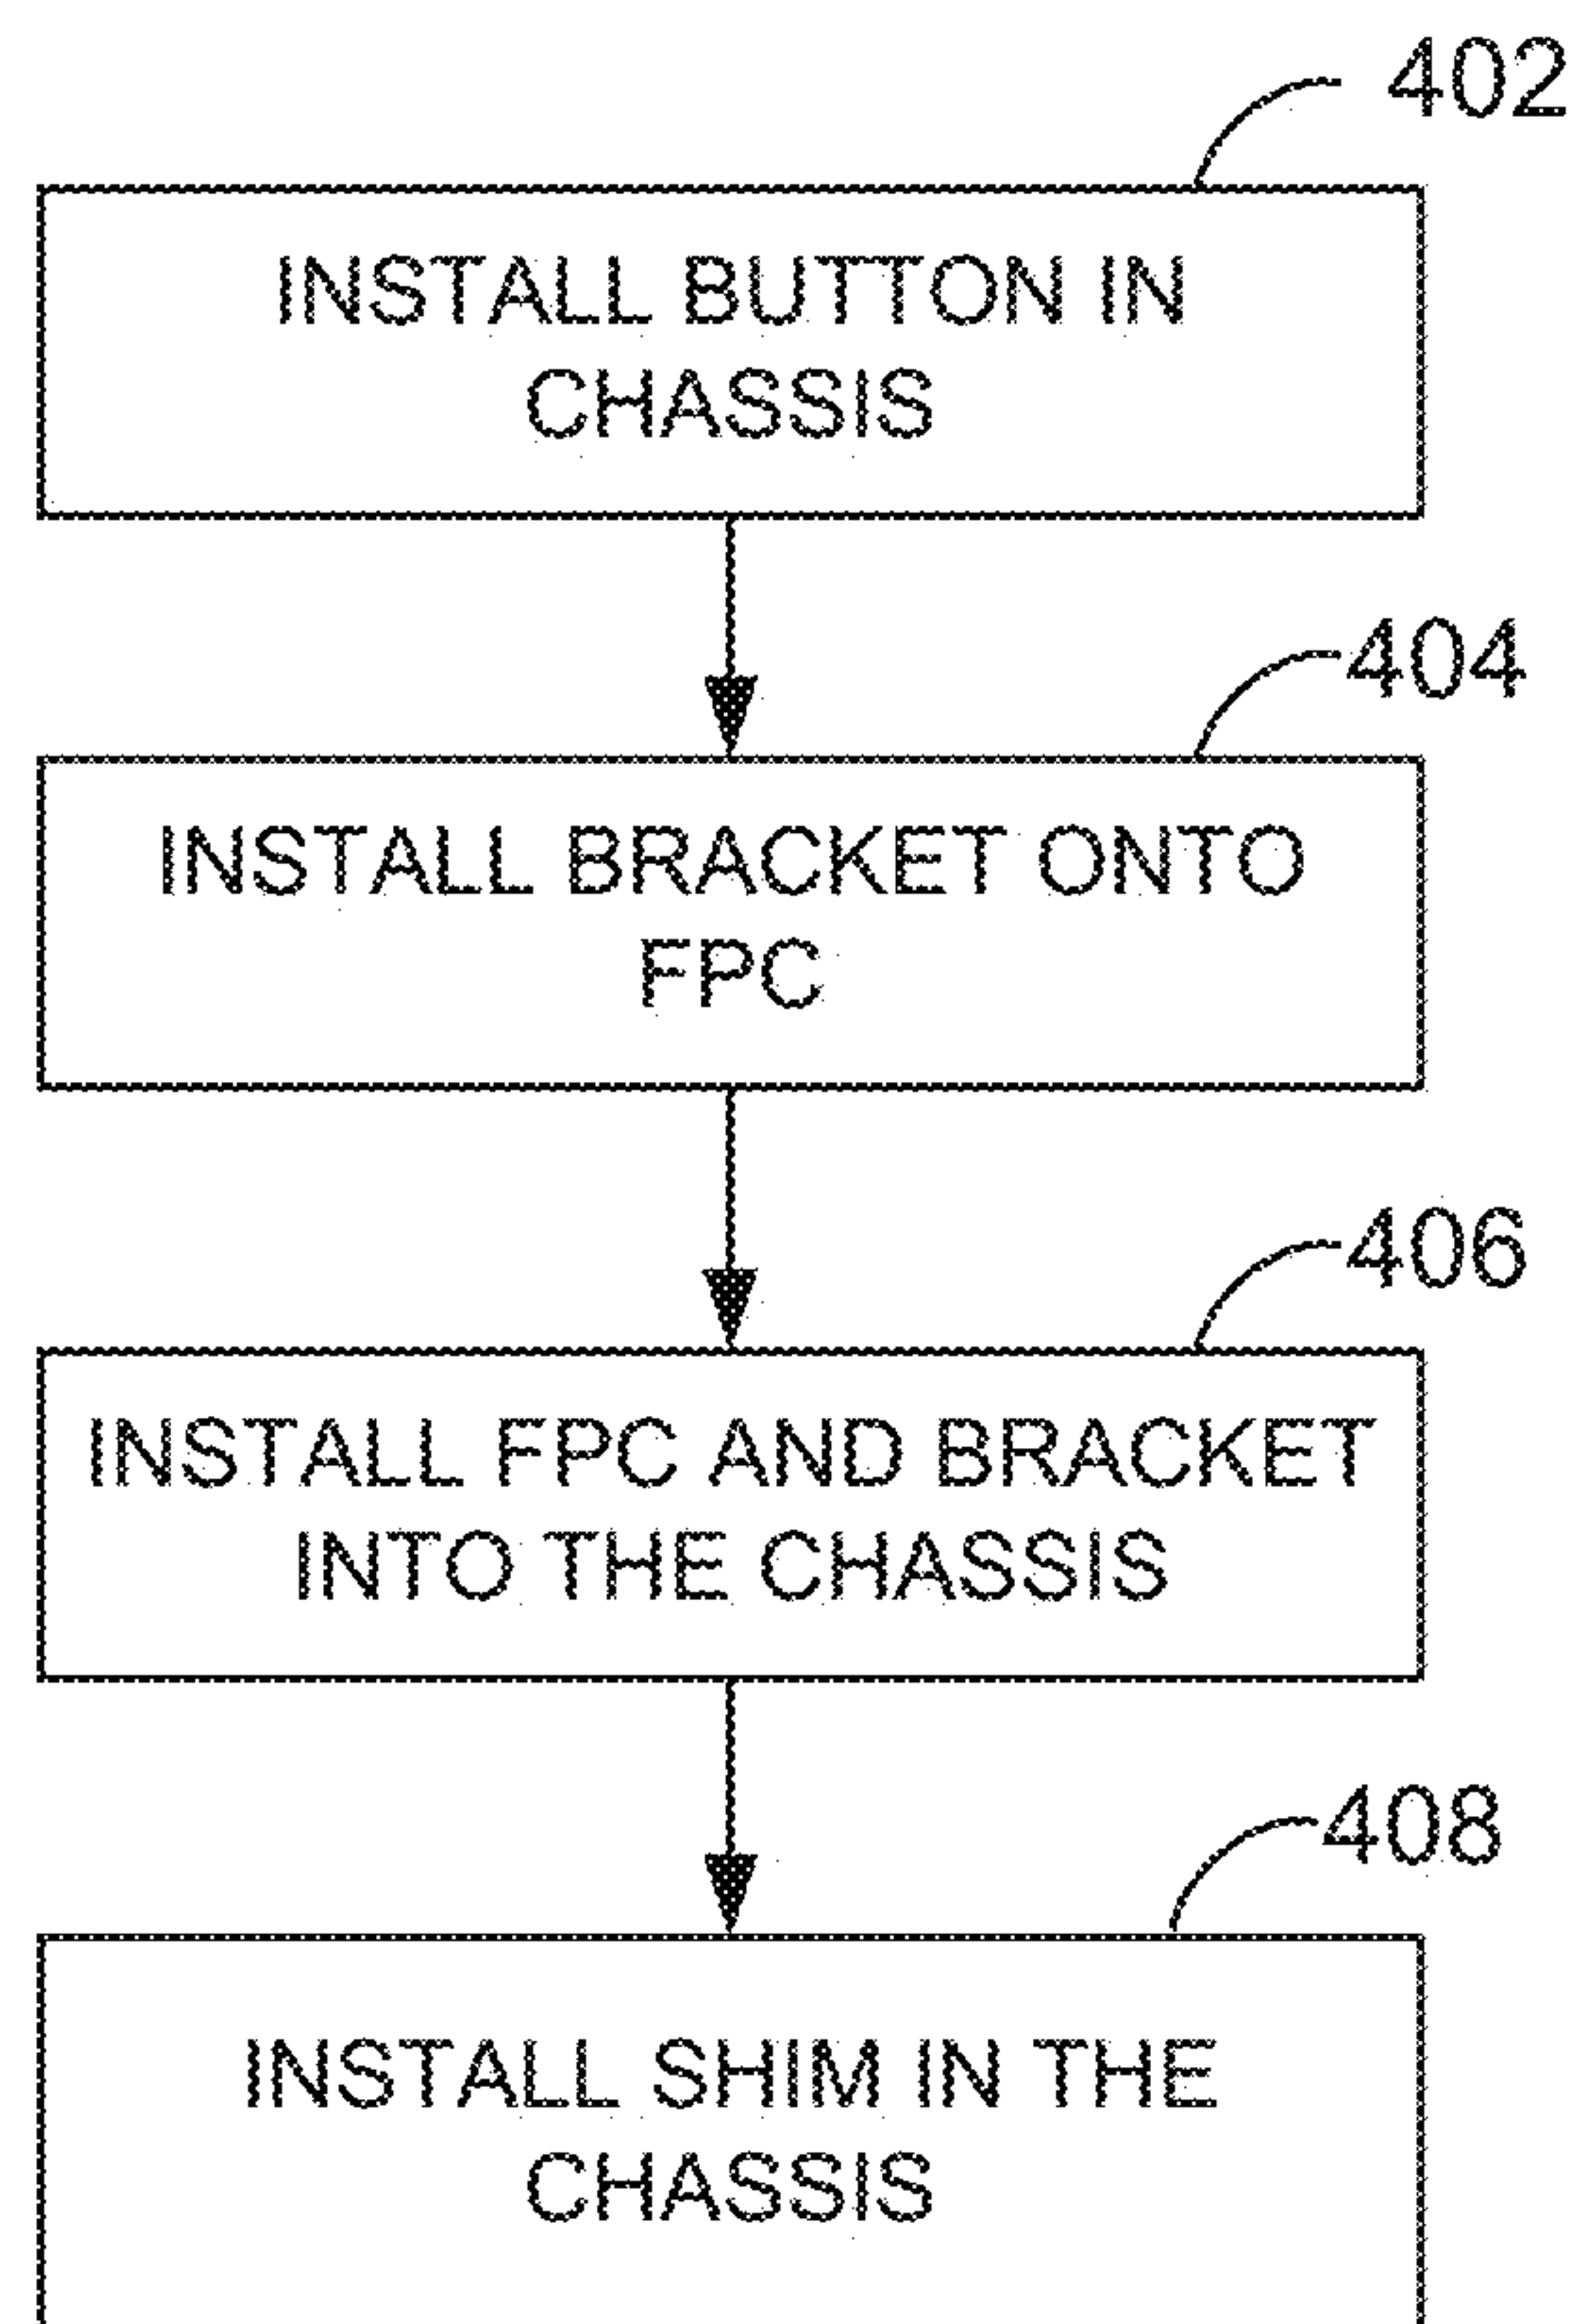 402
INSTALL BUTTON IN
CHASSIS
404
INSTALL BRACKET ONTO
FPC
406
INSTALL FPC AND BRACKET
INTO THE CHASSIS
408
INSTALL SHIM IN THE
CHASSIS